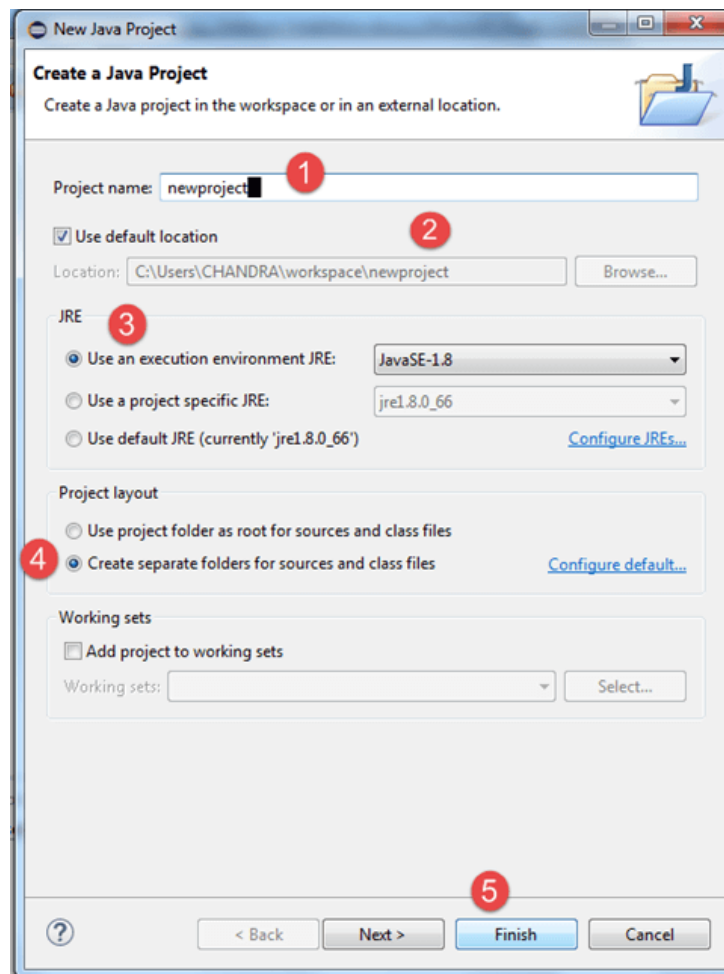 New Java Project
Create a Java Project
Create a Java project in the workspace or in an external location.
1
Project name: newproject
2
Use default location
Location: C:\Users\CHANDRA\workspace\newproject Browse...
JRE
3
Use an execution environment JRE: JavaSE-1.8
Use a project specific JRE: jre1.8.0_66
Use default JRE (currently 'jre1.8.0_66') Configure JREs...
Project layout
Use project folder as root for sources and class files
4 Create separate folders for sources and class files Configure default...
Working sets
Add project to working sets
Working sets: Select...
5
? < Back Next > Finish Cancel